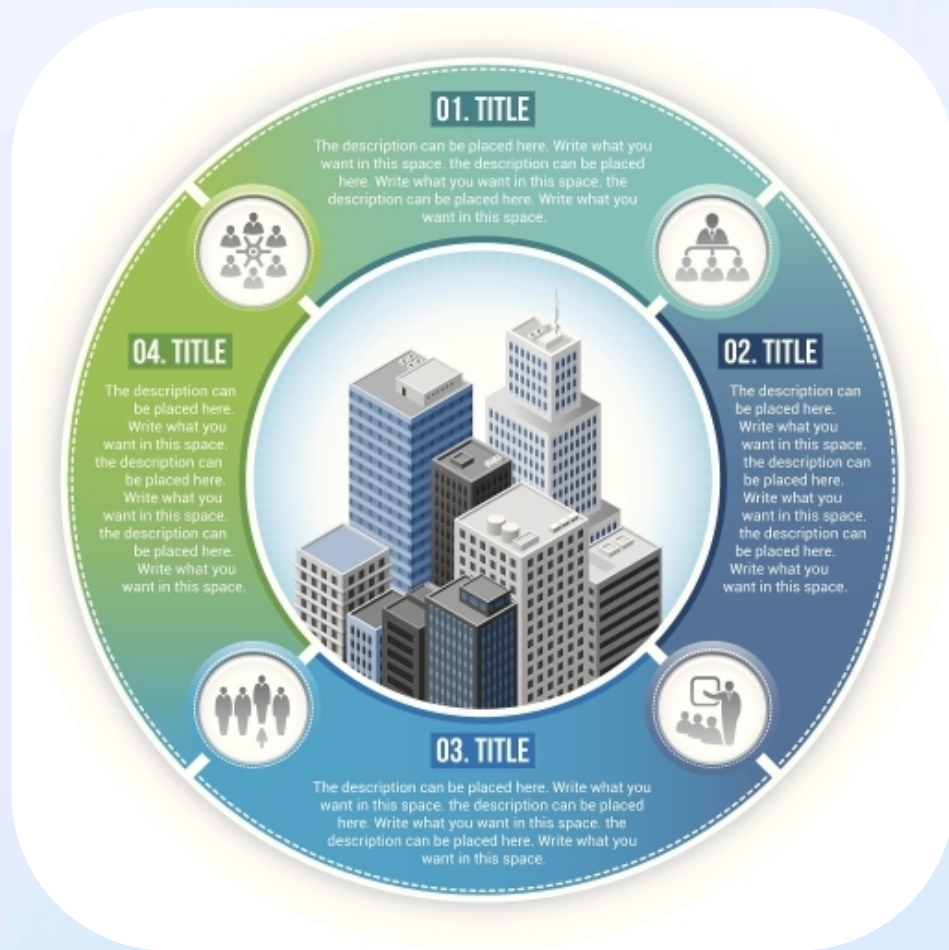 01. TITLE
The description can be placed here. Write what you
want in this space. the description can be placed
here. Write what you want in this space. the
description can be placed here. Write what you
want in this space.
02. TITLE
The description can
be placed here.
Write what you
want in this space.
the description can
be placed here.
Write what you
want in this space.
the description can
be placed here.
Write what you
want in this space.
03. TITLE
The description can be placed here. Write what you
want in this space. the description can be placed
here. Write what you want in this space. the
description can be placed here. Write what you
want in this space.
04. TITLE
The description can
be placed here.
Write what you
want in this space.
the description can
be placed here.
Write what you
want in this space.
the description can
be placed here.
Write what you
want in this space.